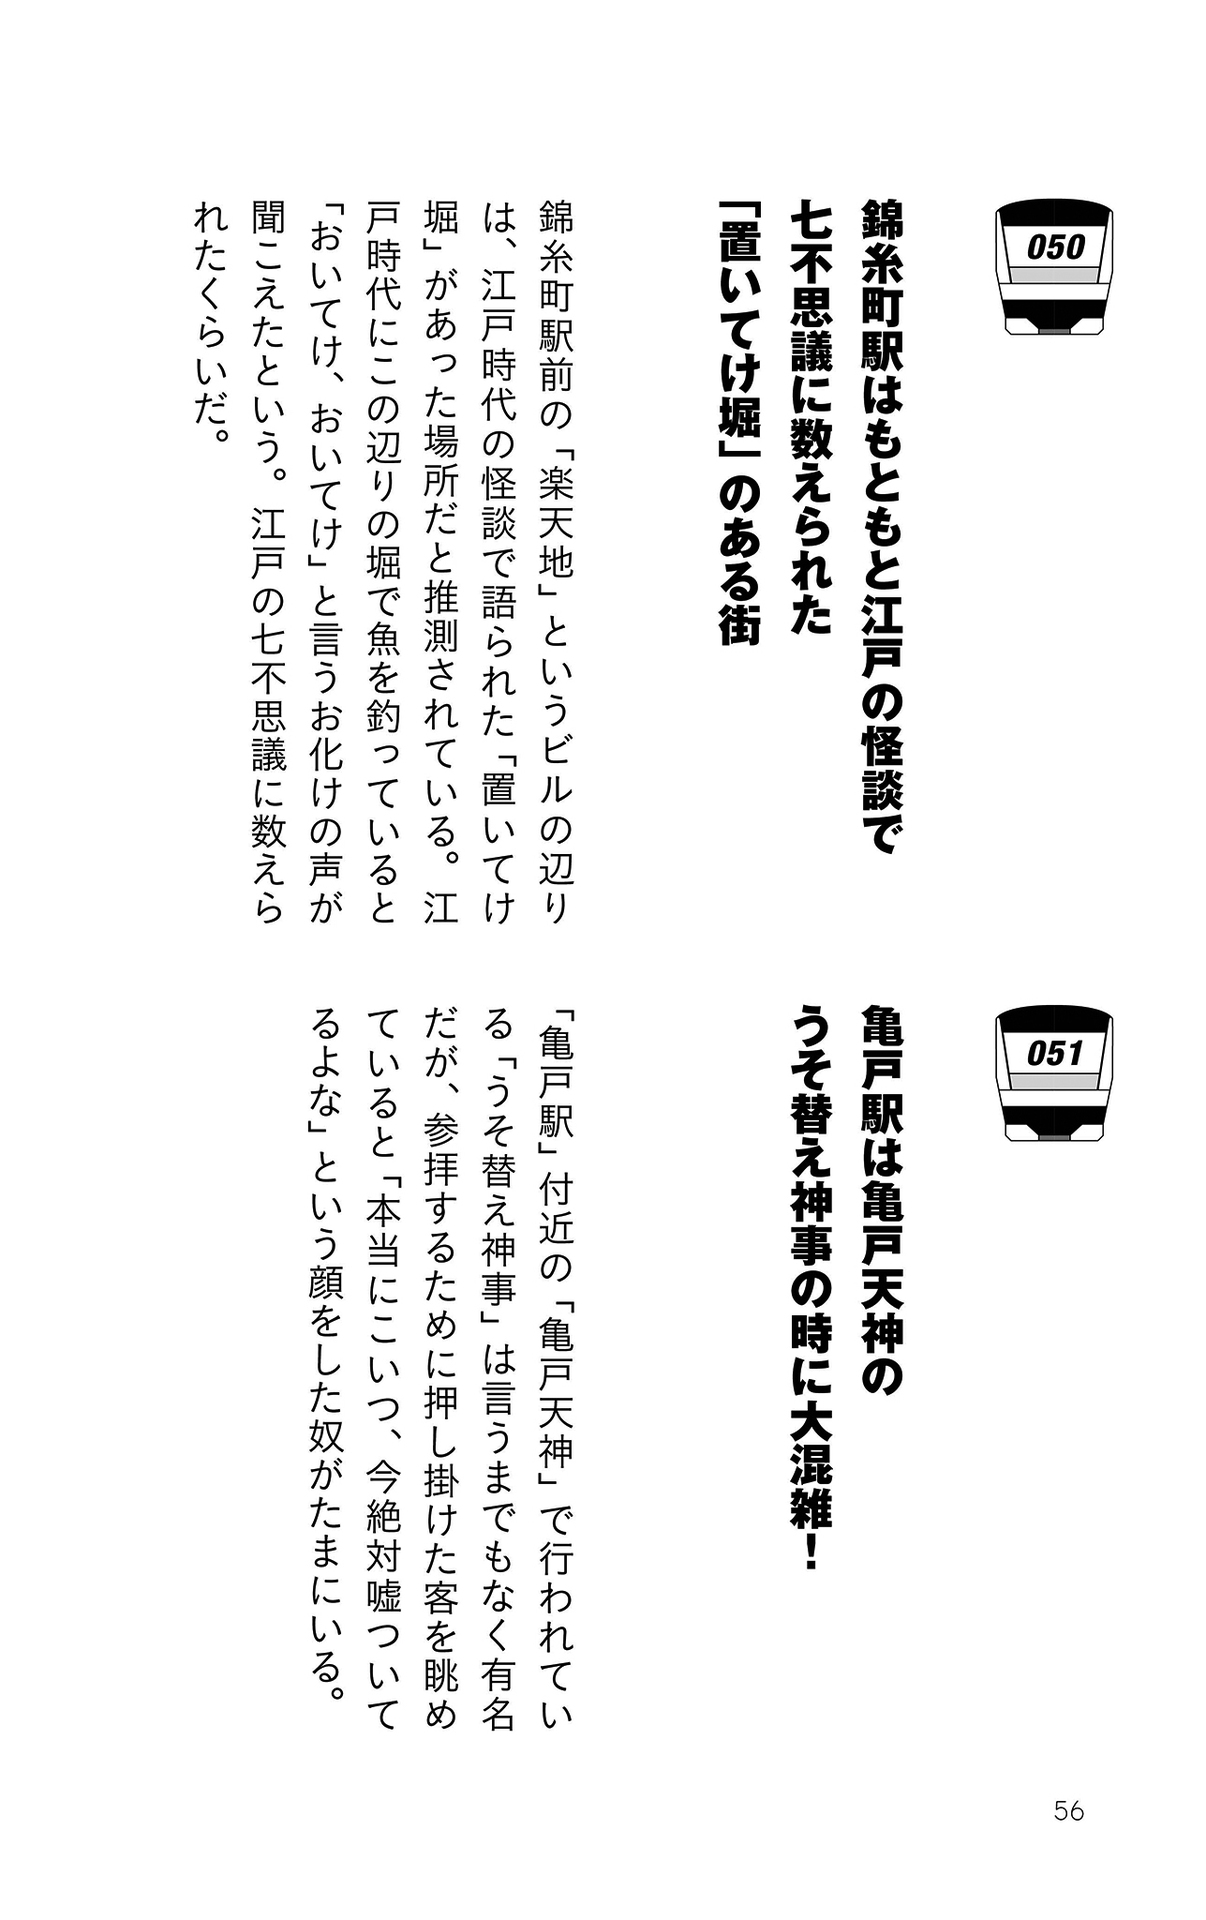 050
錦糸町駅はもともと江戸の怪談で
七不思議に数えられた
「置いてけ堀」のある街
錦糸町駅前の「楽天地」というビルの辺り
は、江戸時代の怪談で語られた「置いてけ
堀」があった場所だと推測されている。江
戸時代にこの辺りの堀で魚を釣っていると
「おいてけ、おいてけ」と言うお化けの声が
聞こえたという。江戸の七不思議に数えら
れたくらいだ。
051
亀戸駅は亀戸天神の
うそ替え神事の時に大混雑！
「亀戸駅」付近の「亀戸天神」で行われてい
る「うそ替え神事」は言うまでもなく有名
だが、参拝するために押し掛けた客を眺め
ていると「本当にこいつ、今絶対嘘ついて
るよな」という顔をした奴がたまにいる。
56